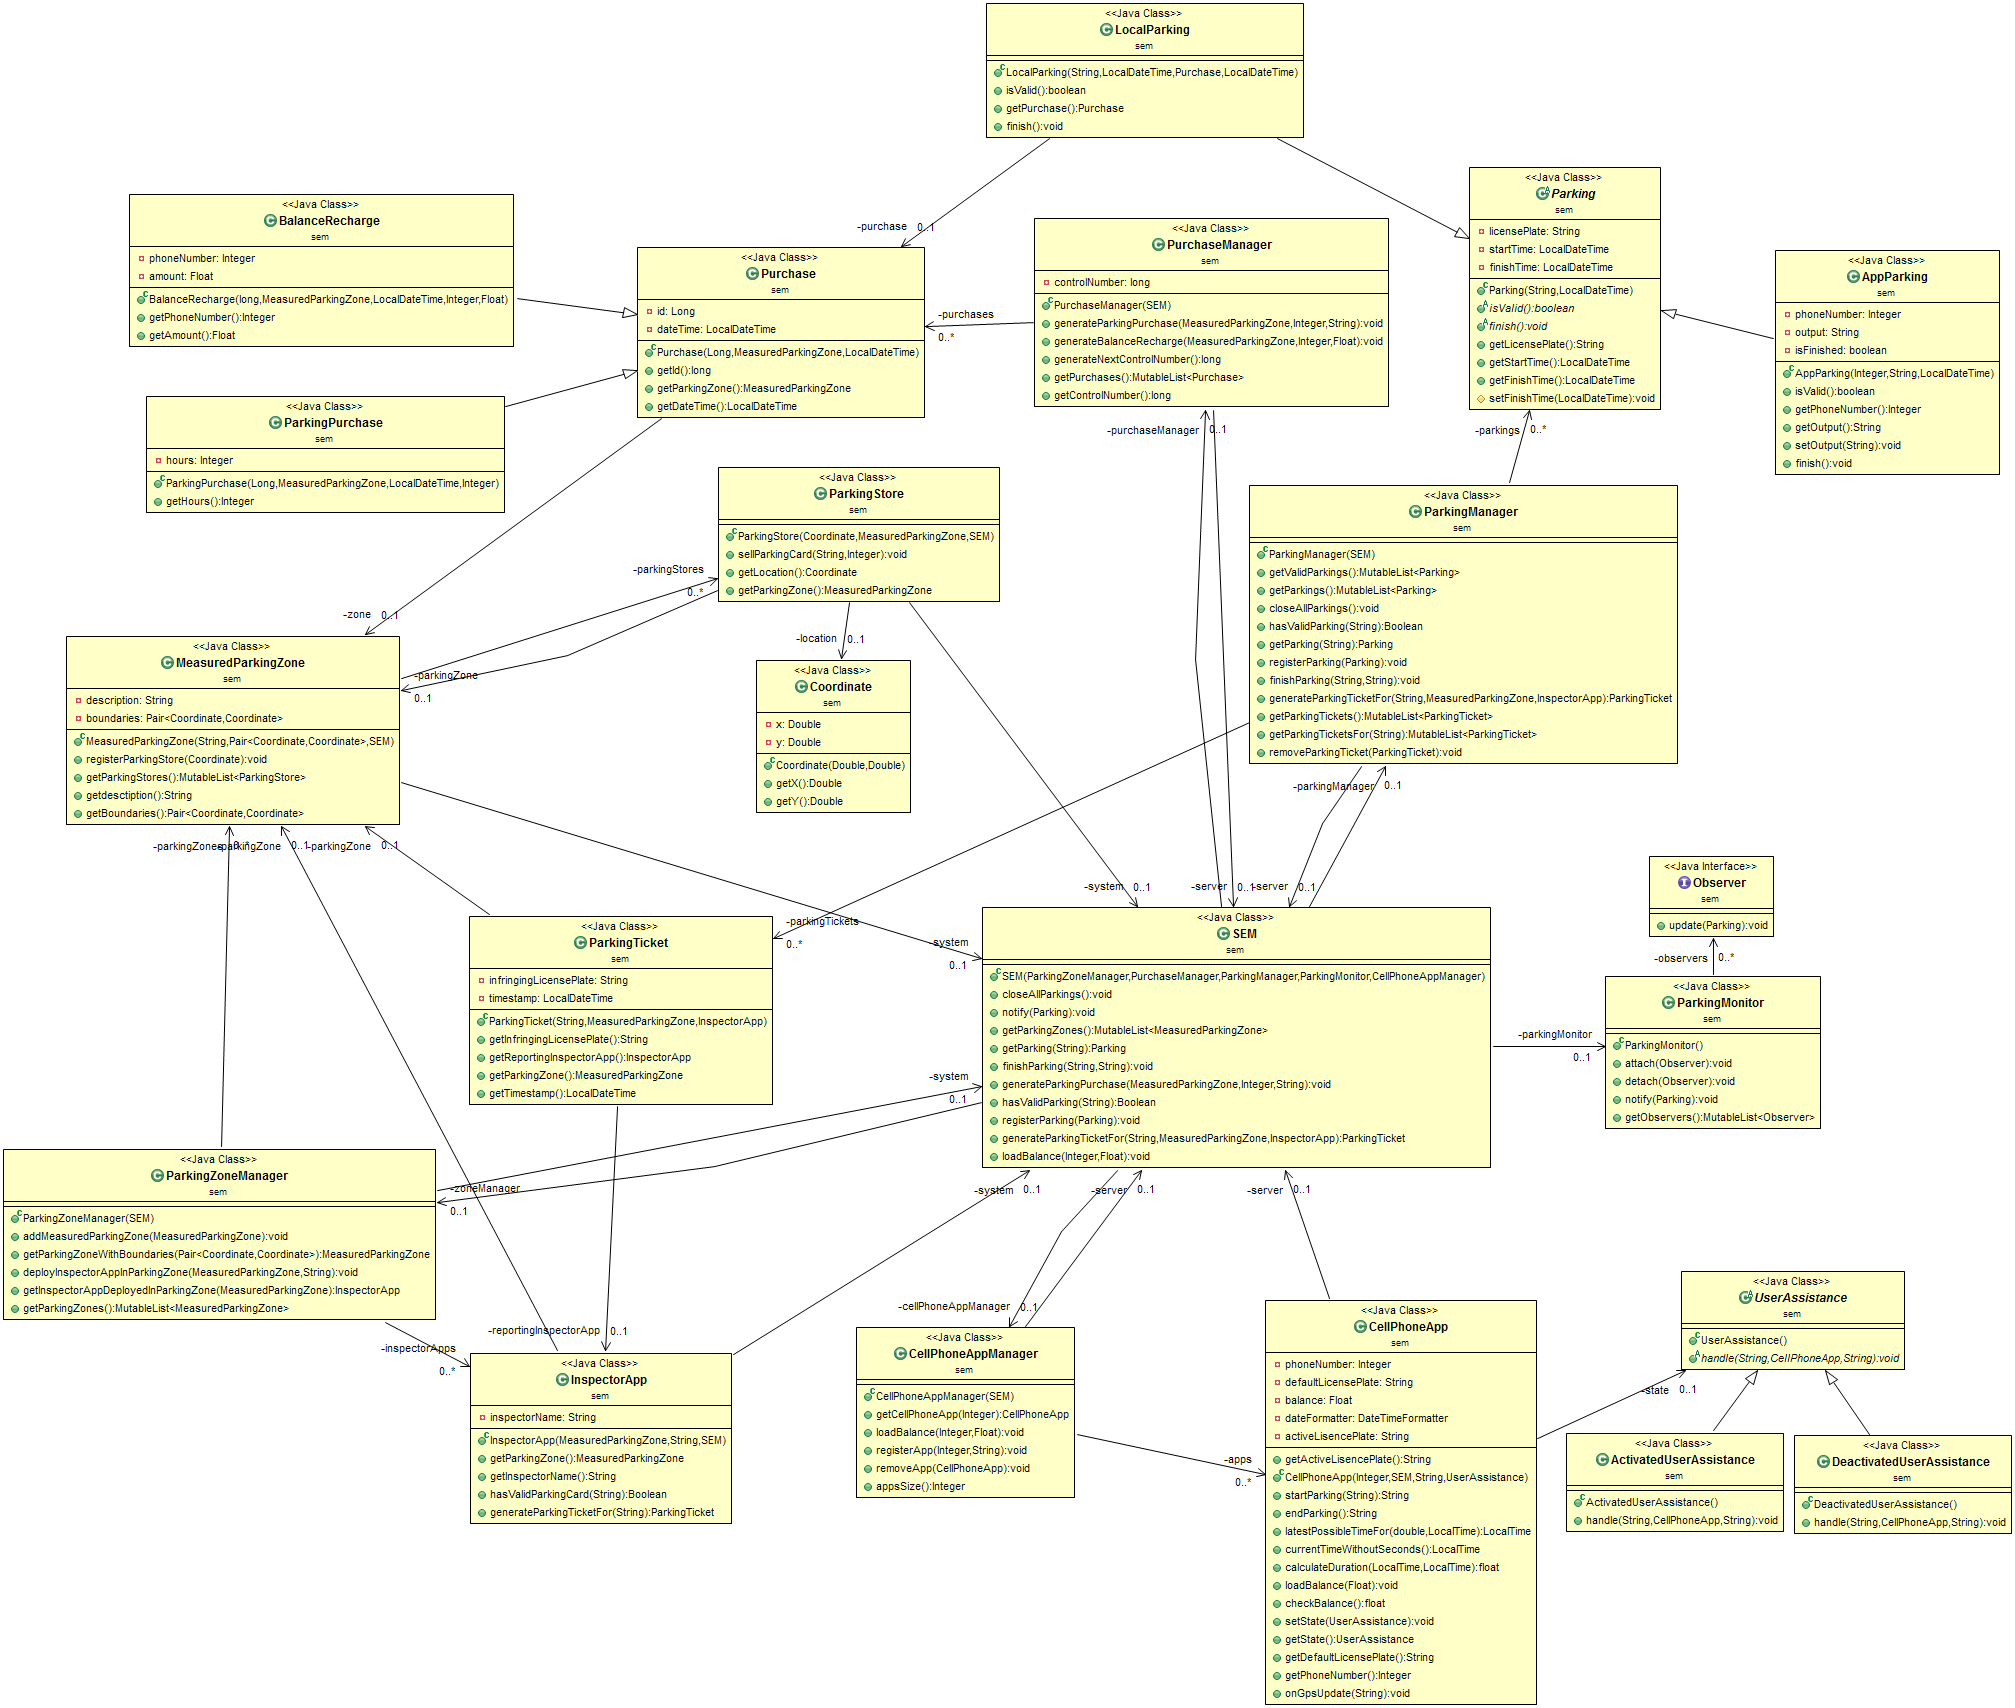 <<Java Class>>
LocalParking
sem
LocalParking(String,LocalDateTime,Purchase,LocalDateTime)
isValid():boolean
getPurchase():Purchase
finish():void
<<Java Class>>
Parking
sem
licensePlate: String
startTime: LocalDateTime
finishTime: LocalDateTime
Parking(String,LocalDateTime)
isValid():boolean
finish():void
getLicensePlate():String
getStartTime():LocalDateTime
getFinishTime():LocalDateTime
setFinishTime(LocalDateTime):void
<<Java Class>>
BalanceRecharge
sem
phoneNumber: Integer
amount: Float
BalanceRecharge(long,MeasuredParkingZone,LocalDateTime,Integer,Float)
getPhoneNumber():Integer
getAmount():Float
-purchase 0..1
<<Java Class>>
Purchase
sem
id: Long
dateTime: LocalDateTime
Purchase(Long,MeasuredParkingZone,LocalDateTime)
getId():long
getParkingZone():MeasuredParkingZone
getDateTime():LocalDateTime
-purchases
0..*
<<Java Class>>
PurchaseManager
sem
controlNumber: long
PurchaseManager(SEM)
generateParkingPurchase(MeasuredParkingZone,Integer,String):void
generateBalanceRecharge(MeasuredParkingZone,Integer,Float):void
generateNextControlNumber():long
getPurchases():MutableList<Purchase>
getControlNumber():long
<<Java Class>>
AppParking
sem
phoneNumber: Integer
output: String
isFinished: boolean
AppParking(Integer,String,LocalDateTime)
isValid():boolean
getPhoneNumber():Integer
getOutput():String
setOutput(String):void
finish():void
<<Java Class>>
ParkingPurchase
sem
hours: Integer
ParkingPurchase(Long,MeasuredParkingZone,LocalDateTime,Integer)
getHours():Integer
-purchaseManager 0..1
-parkings 0..*
<<Java Class>>
ParkingStore
sem
ParkingStore(Coordinate,MeasuredParkingZone,SEM)
sellParkingCard(String,Integer):void
getLocation():Coordinate
getParkingZone():MeasuredParkingZone
<<Java Class>>
ParkingManager
sem
ParkingManager(SEM)
getValidParkings():MutableList<Parking>
getParkings():MutableList<Parking>
closeAllParkings():void
hasValidParking(String):Boolean
getParking(String):Parking
registerParking(Parking):void
finishParking(String,String):void
generateParkingTicketFor(String,MeasuredParkingZone,InspectorApp):ParkingTicket
getParkingTickets():MutableList<ParkingTicket>
getParkingTicketsFor(String):MutableList<ParkingTicket>
removeParkingTicket(ParkingTicket):void
-parkingStores
0..*
-zone 0..1
-location 0..1
<<Java Class>>
MeasuredParkingZone
sem
description: String
boundaries: Pair<Coordinate,Coordinate>
MeasuredParkingZone(String,Pair<Coordinate,Coordinate>,SEM)
registerParkingStore(Coordinate):void
getParkingStores():MutableList<ParkingStore>
getdesctiption():String
getBoundaries():Pair<Coordinate,Coordinate>
-parkingZone
0..1
<<Java Class>>
Coordinate
sem
x: Double
y: Double
Coordinate(Double,Double)
getX():Double
getY():Double
-parkingManager 0..1
-parkingZones
-parkingZone 0..1
-parkingZone 0..1
-system 0..1
-server 0..1
-server 0..1
<<Java Interface>>
Observer
sem
update(Parking):void
-parkingTickets
0..*
-system
0..1
<<Java Class>>
ParkingTicket
sem
infringingLicensePlate: String
timestamp: LocalDateTime
ParkingTicket(String,MeasuredParkingZone,InspectorApp)
getInfringingLicensePlate():String
getReportingInspectorApp():InspectorApp
getParkingZone():MeasuredParkingZone
getTimestamp():LocalDateTime
<<Java Class>>
SEM
sem
SEM(ParkingZoneManager,PurchaseManager,ParkingManager,ParkingMonitor,CellPhoneAppManager)
closeAllParkings():void
notify(Parking):void
getParkingZones():MutableList<MeasuredParkingZone>
getParking(String):Parking
finishParking(String,String):void
generateParkingPurchase(MeasuredParkingZone,Integer,String):void
hasValidParking(String):Boolean
registerParking(Parking):void
generateParkingTicketFor(String,MeasuredParkingZone,InspectorApp):ParkingTicket
loadBalance(Integer,Float):void
-observers 0..*
<<Java Class>>
ParkingMonitor
sem
ParkingMonitor()
attach(Observer):void
detach(Observer):void
notify(Parking):void
getObservers():MutableList<Observer>
-parkingMonitor
0..1
-system
0..1
<<Java Class>>
ParkingZoneManager
sem
ParkingZoneManager(SEM)
addMeasuredParkingZone(MeasuredParkingZone):void
getParkingZoneWithBoundaries(Pair<Coordinate,Coordinate>):MeasuredParkingZone
deployInspectorAppInParkingZone(MeasuredParkingZone,String):void
getInspectorAppDeployedInParkingZone(MeasuredParkingZone):InspectorApp
getParkingZones():MutableList<MeasuredParkingZone>
-zoneManager
0..1
-system 0..1
-server 0..1
-server 0..1
-inspectorApps
0..*
-reportingInspectorApp 0..1
-cellPhoneAppManager 0..1
<<Java Class>>
InspectorApp
sem
inspectorName: String
InspectorApp(MeasuredParkingZone,String,SEM)
getParkingZone():MeasuredParkingZone
getInspectorName():String
hasValidParkingCard(String):Boolean
generateParkingTicketFor(String):ParkingTicket
<<Java Class>>
CellPhoneAppManager
sem
CellPhoneAppManager(SEM)
getCellPhoneApp(Integer):CellPhoneApp
loadBalance(Integer,Float):void
registerApp(Integer,String):void
removeApp(CellPhoneApp):void
appsSize():Integer
-apps
0..*
<<Java Class>>
CellPhoneApp
sem
phoneNumber: Integer
defaultLicensePlate: String
balance: Float
dateFormatter: DateTimeFormatter
activeLisencePlate: String
getActiveLisencePlate():String
CellPhoneApp(Integer,SEM,String,UserAssistance)
startParking(String):String
endParking():String
latestPossibleTimeFor(double,LocalTime):LocalTime
currentTimeWithoutSeconds():LocalTime
calculateDuration(LocalTime,LocalTime):float
loadBalance(Float):void
checkBalance():float
setState(UserAssistance):void
getState():UserAssistance
getDefaultLicensePlate():String
getPhoneNumber():Integer
onGpsUpdate(String):void
<<Java Class>>
UserAssistance
sem
UserAssistance()
handle(String,CellPhoneApp,String):void
-state 0..1
<<Java Class>>
ActivatedUserAssistance
sem
ActivatedUserAssistance()
handle(String,CellPhoneApp,String):void
<<Java Class>>
DeactivatedUserAssistance
sem
DeactivatedUserAssistance()
handle(String,CellPhoneApp,String):void